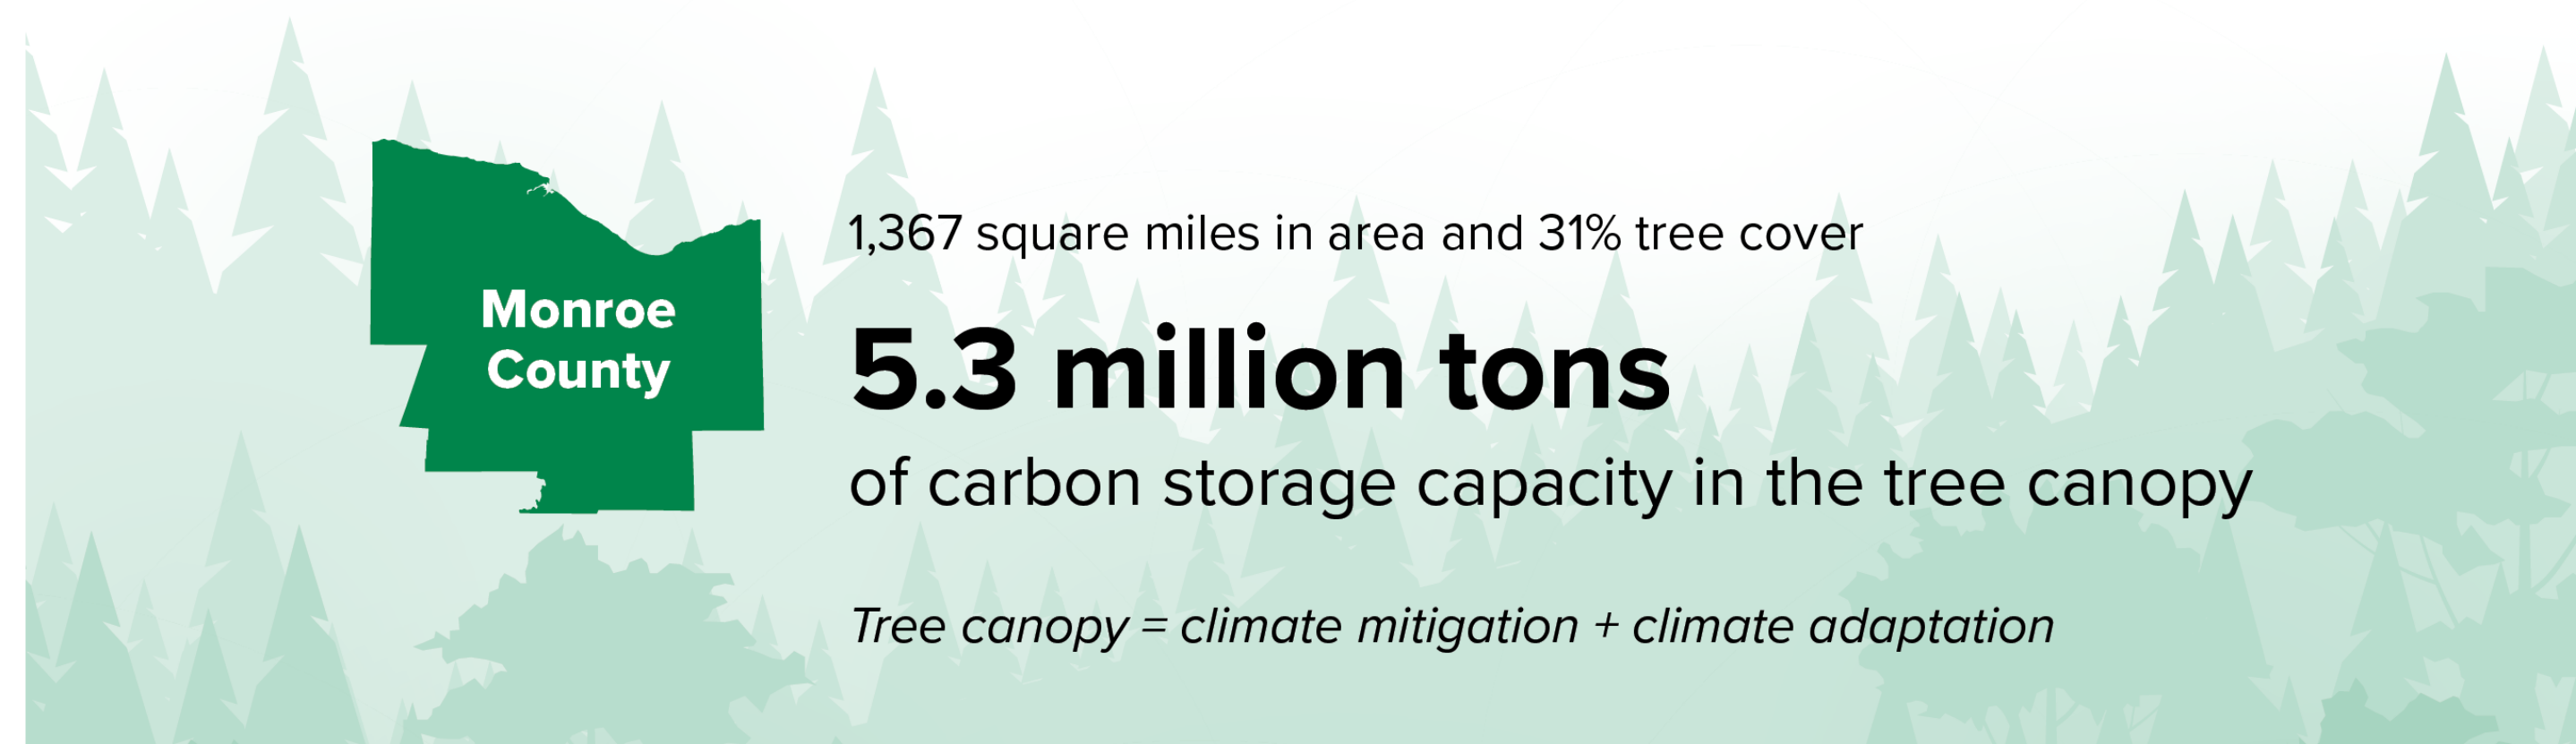 Monroe
County
1,367 square miles in area and 31% tree cover
5.3 million tons
of carbon storage capacity in the tree canopy
Tree canopy = climate mitigation + climate adaptation